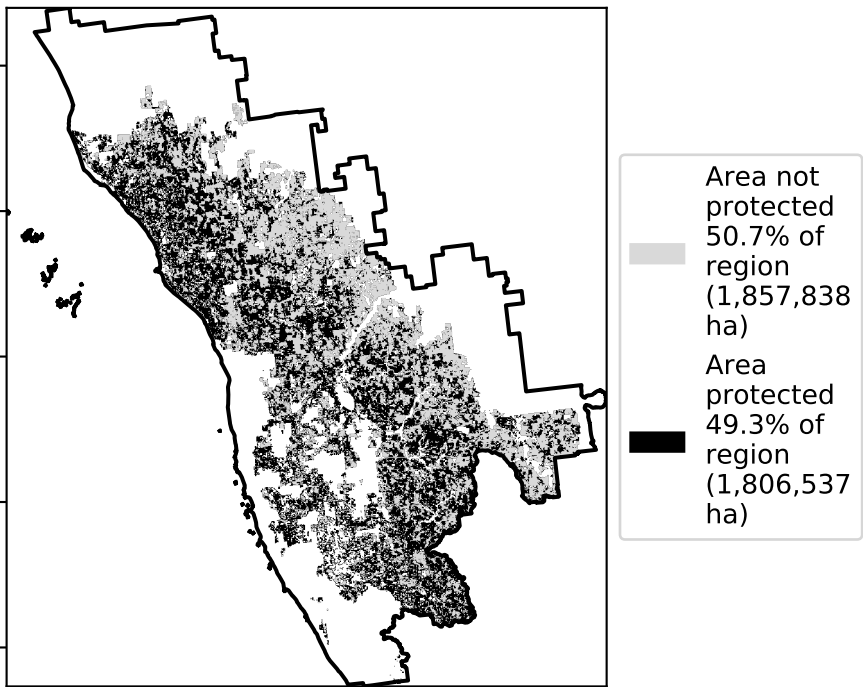 Area not
protected
50.7% of
region
(1,857,838
ha)
Area
protected
49.3% of
region
(1,806,537
ha)